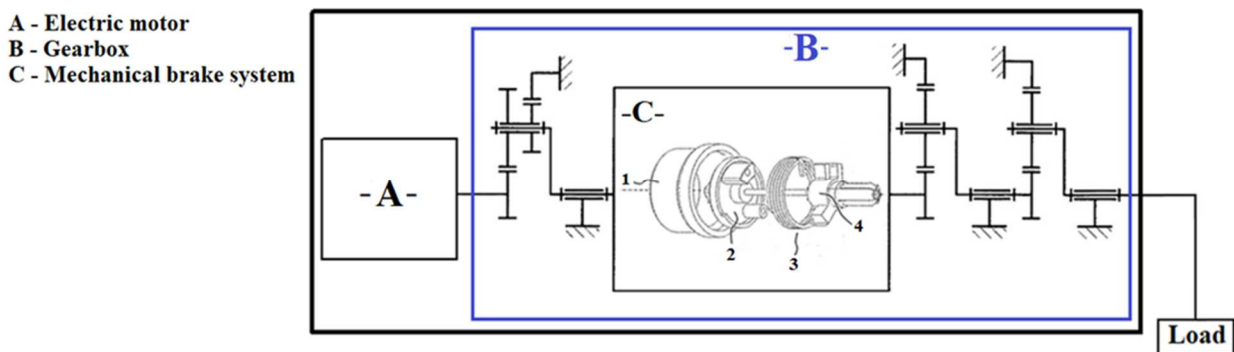 A - Electric motor
B - Gearbox
C - Mechanical brake system
-B-
-C-
-A-
1
2
3
4
Load